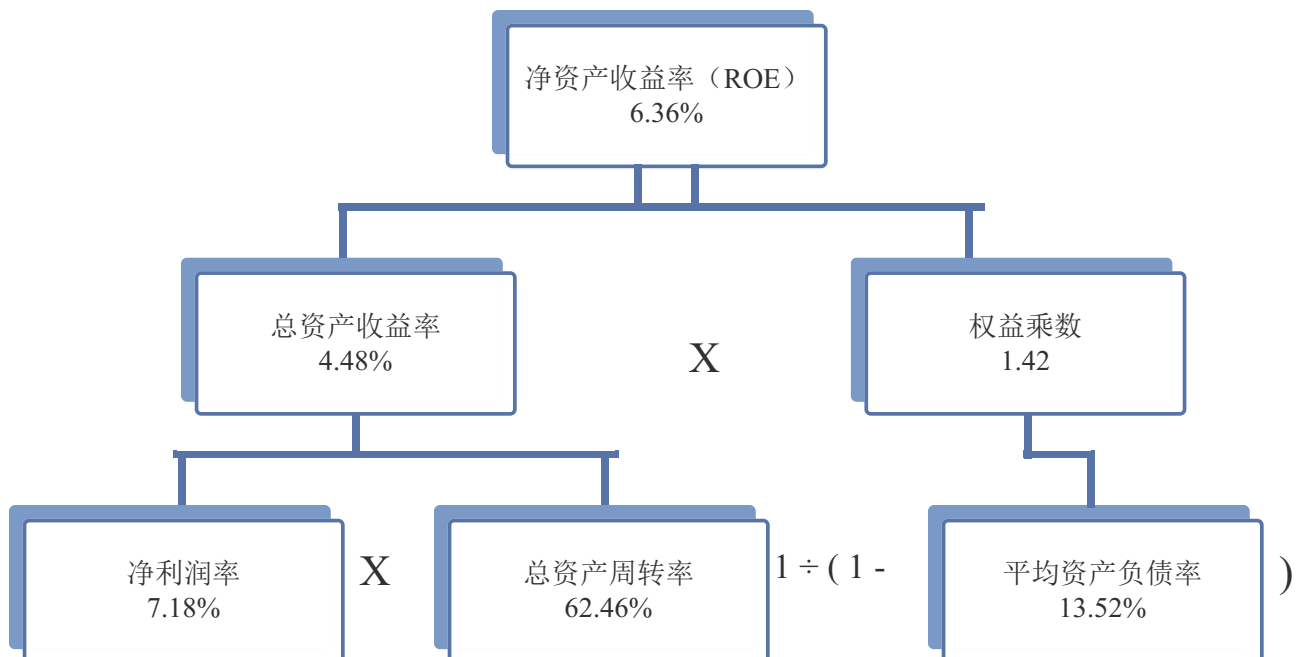 净资产收益率（ROE）
6.36%
总资产收益率
4.48%
X
权益乘数
1.42
净利润率
7.18%
X
总资产周转率
62.46%
1 ÷ ( 1 -
平均资产负债率
13.52%
)